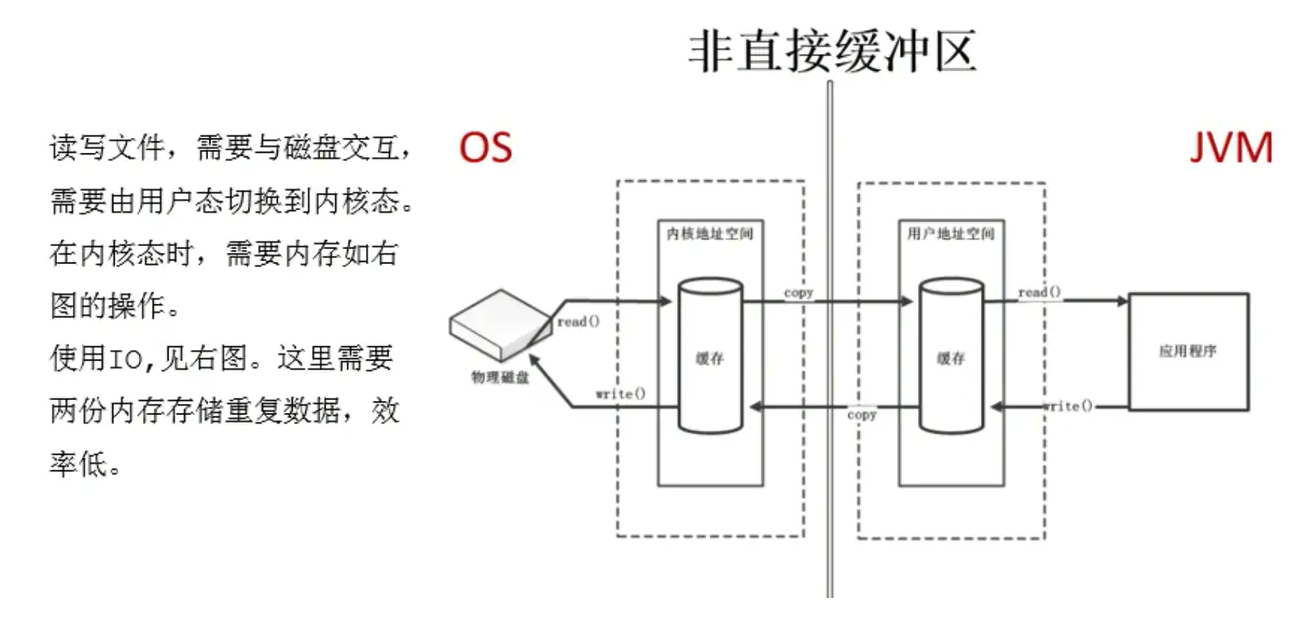 非直接缓冲区
读写文件，需要与磁盘交互，
需要由用户态切换到内核态。
在内核态时，需要内存如右
图的操作。
使用IO,见右图。这里需要
两份内存存储重复数据，效
率低。
OS
JVM
内核地址空间
用户地址空间
copy
read()
read()
缓存
缓存
应用程序
物理磁盘
write()
copy
write()